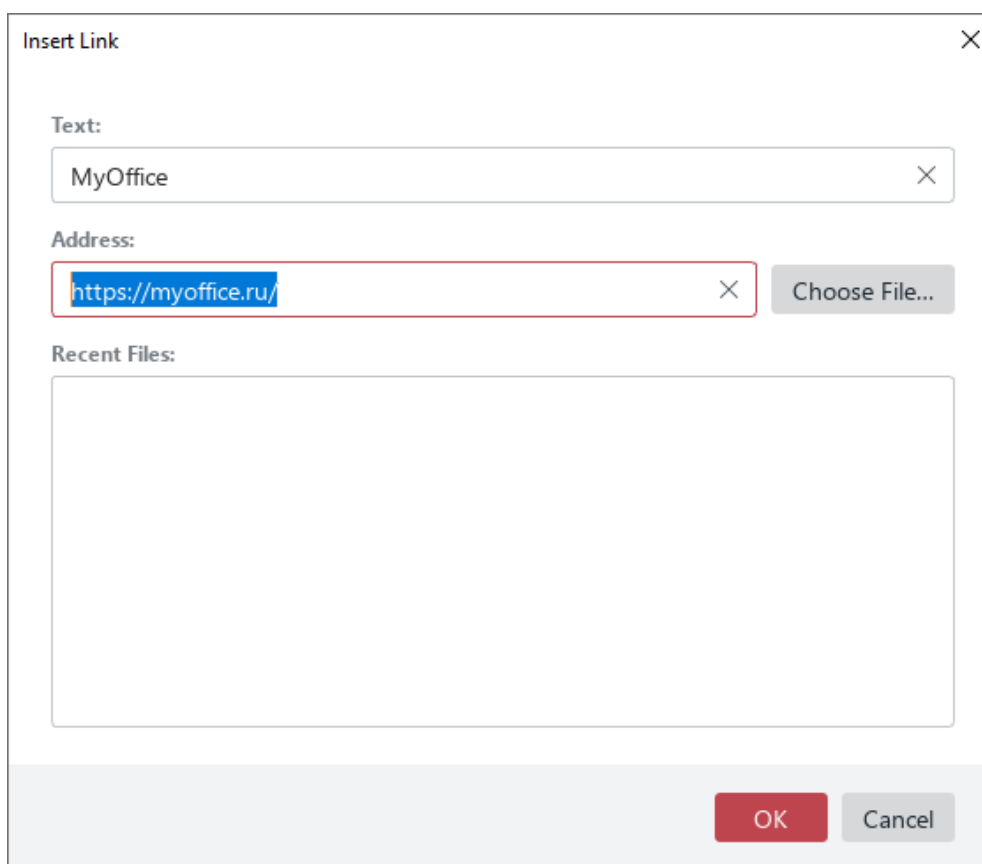 Insert Link
Text:
MyOffice
Address:
https://myoffice.ru/
Choose File...
Recent Files:
OK
Cancel